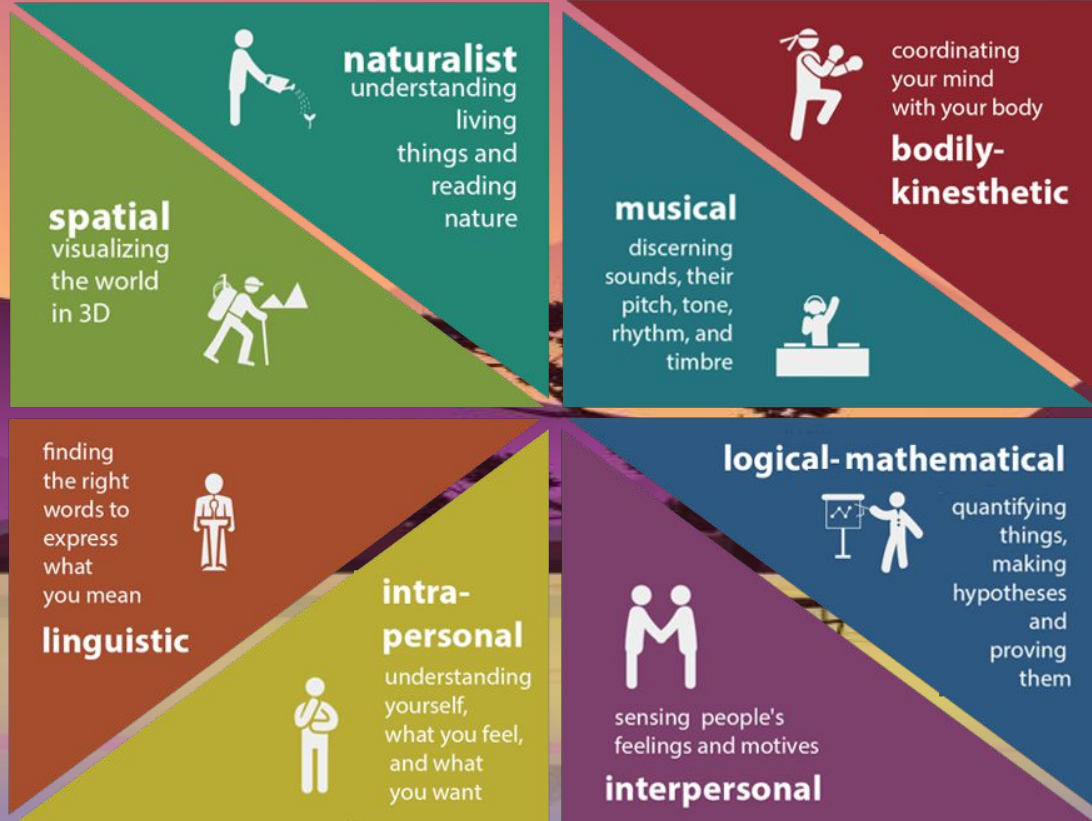 naturalist
understanding
living
things and
reading
nature
spatial
visualizing
the world
in 3D
coordinating
your mind
with your body
bodily-
kinesthetic
musical
discerning
sounds, their
pitch, tone,
rhythm, and
timbre
finding
the right
words to
express
what
you mean
linguistic
intra-
personal
understanding
yourself,
what you feel,
and what
you want
logical-mathematical
quantifying
things,
making
hypotheses
and
proving
them
sensing people's
feelings and motives
interpersonal